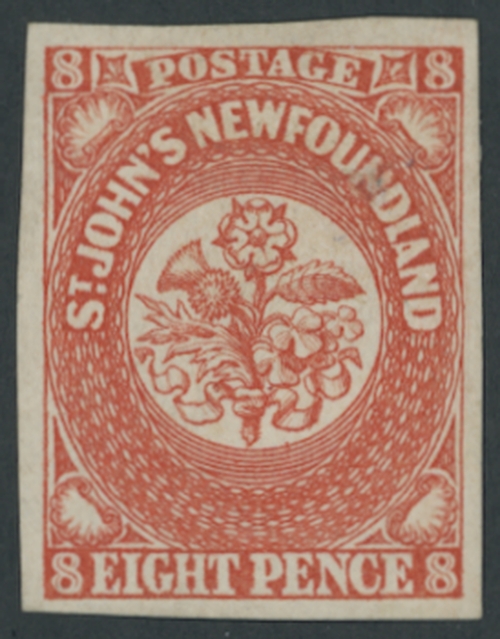 8 POSTAGE 8
ST. JOHN'S NEWFOUNDLAND
8 EIGHT PENCE 8